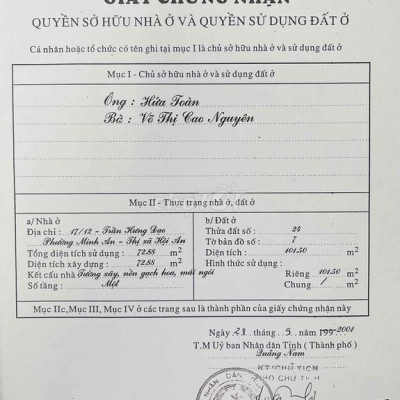 GIẤY CHỨNG NHẬN
QUYỀN SỞ HỮU NHÀ Ở VÀ QUYỀN SỬ DỤNG ĐẤT Ở
Cá nhân hoặc tổ chức có tên ghi tại mục I là chủ sở hữu nhà ở và sử dụng đất ở
Mục I - Chủ sở hữu nhà ở và sử dụng đất ở
Ông : Hứa Toàn
Bà : Võ Thị Cao Nguyên
Mục II - Thực trạng nhà ở, đất ở
a/ Nhà ở
Địa chỉ : 17/12 - Trần Hưng Đạo
Phường Minh An - Thị xã Hội An
Tổng diện tích sử dụng : 72.88 m2
Diện tích xây dựng : 72.88 m2
Kết cấu nhà Tường xây, nền gạch hoa, mái ngói
Số tầng : Một
b/ Đất ở
Thửa đất số : 24
Tờ bản đồ số : 7
Diện tích : 101.50 m2
Hình thức sử dụng :
Riêng 101.50 m2
Chung / m2
Mục IIc, Mục III, Mục IV ở các trang sau là thành phần của giấy chứng nhận này
Ngày 21 tháng 5 năm 199 2001
T.M Uỷ ban Nhân dân Tỉnh ( Thành phố )
Quảng Nam
KT/CHỦ TỊCH
PHÓ CHỦ TỊCH
NHÂN DÂN